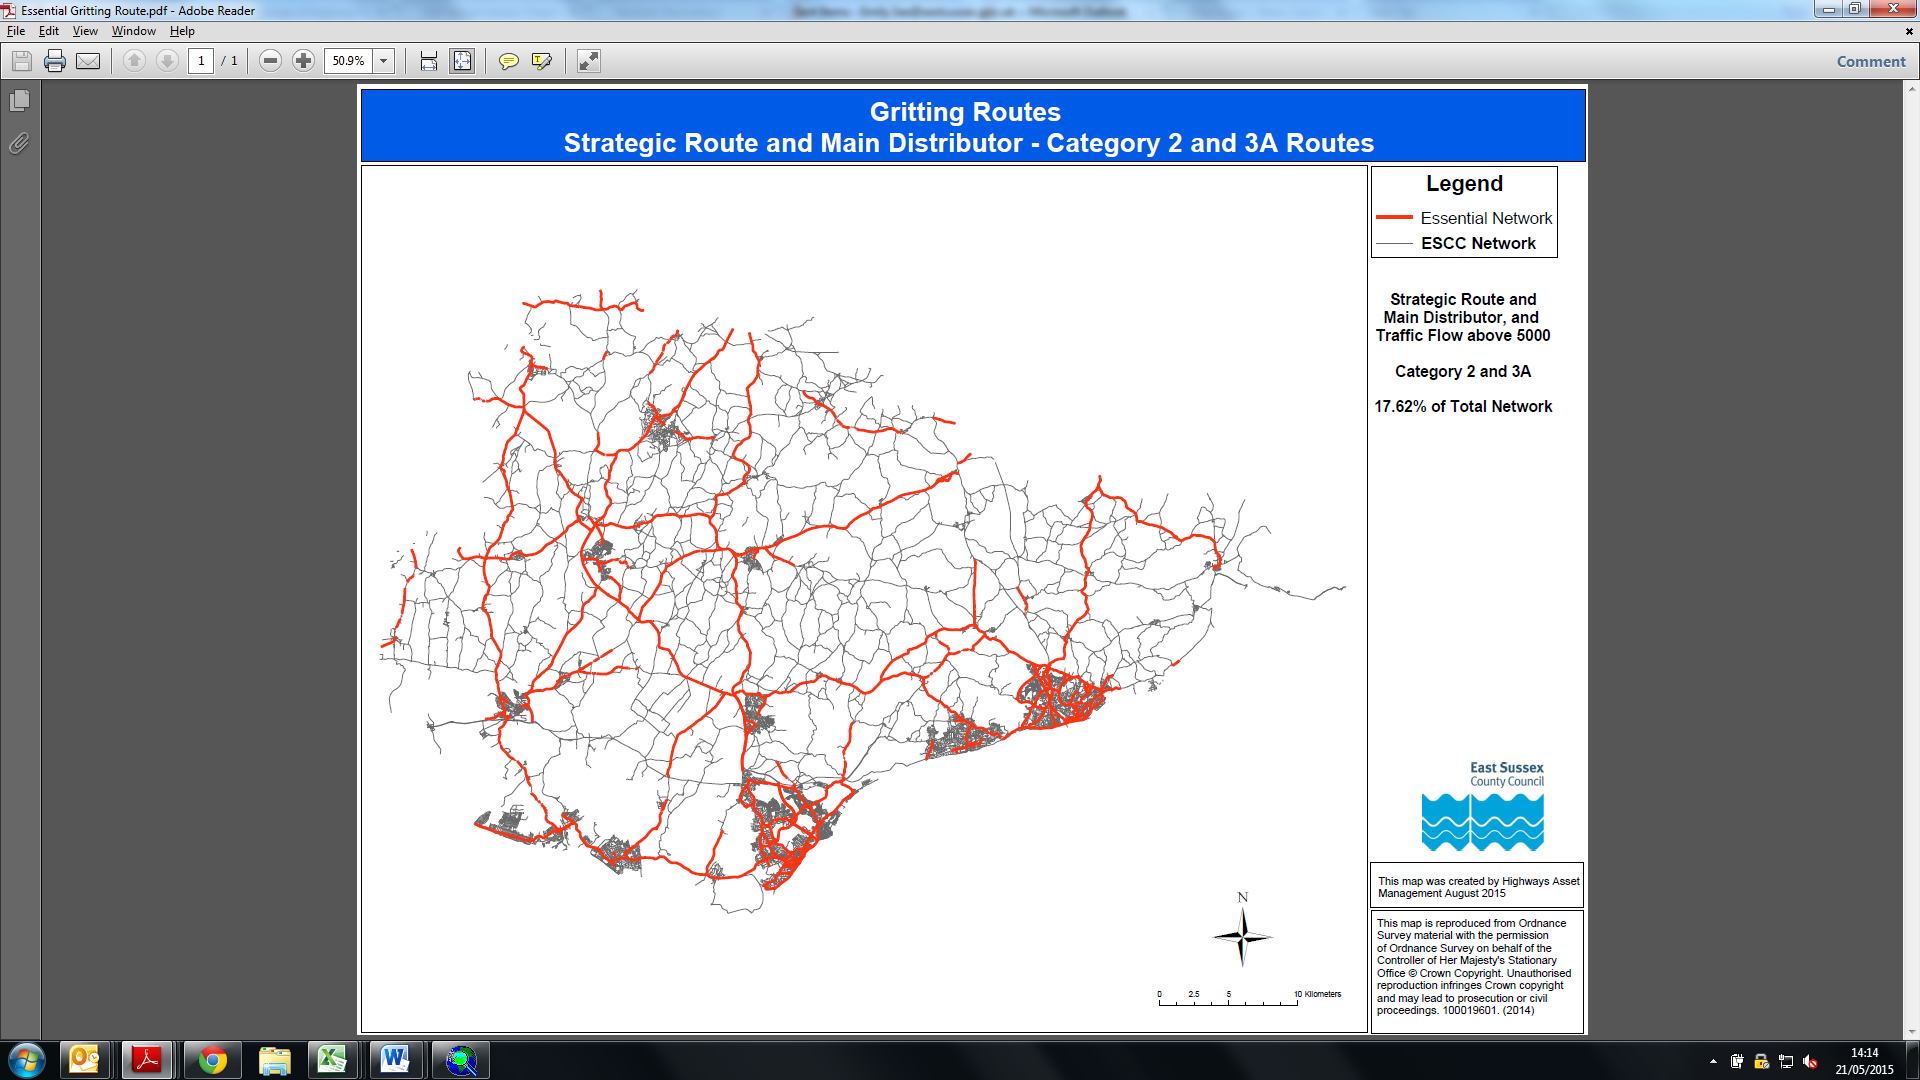 Essential Gritting Route.pdf - Adobe Reader
File Edit View Window Help
1 / 1 50.9% Comment
Gritting Routes
Strategic Route and Main Distributor - Category 2 and 3A Routes
Legend
Essential Network
ESCC Network
Strategic Route and
Main Distributor, and
Traffic Flow above 5000
Category 2 and 3A
17.62% of Total Network
East Sussex
County Council
This map was created by Highways Asset
Management August 2015
This map is reproduced from Ordnance
Survey material with the permission
of Ordnance Survey on behalf of the
Controller of Her Majesty's Stationary
Office © Crown Copyright. Unauthorised
reproduction infringes Crown copyright
and may lead to prosecution or civil
proceedings. 100019601. (2014)
N
0 2.5 5 10 Kilometers
14:14
21/05/2015